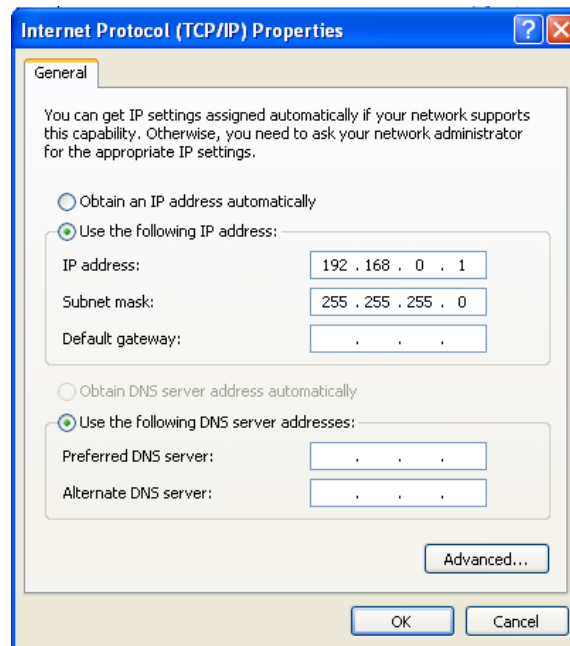 Internet Protocol (TCP/IP) Properties
General
You can get IP settings assigned automatically if your network supports
this capability. Otherwise, you need to ask your network administrator
for the appropriate IP settings.
Obtain an IP address automatically
Use the following IP address:
IP address: 192 . 168 . 0 . 1
Subnet mask: 255 . 255 . 255 . 0
Default gateway: . . .
Obtain DNS server address automatically
Use the following DNS server addresses:
Preferred DNS server: . . .
Alternate DNS server: . . .
Advanced...
OK Cancel